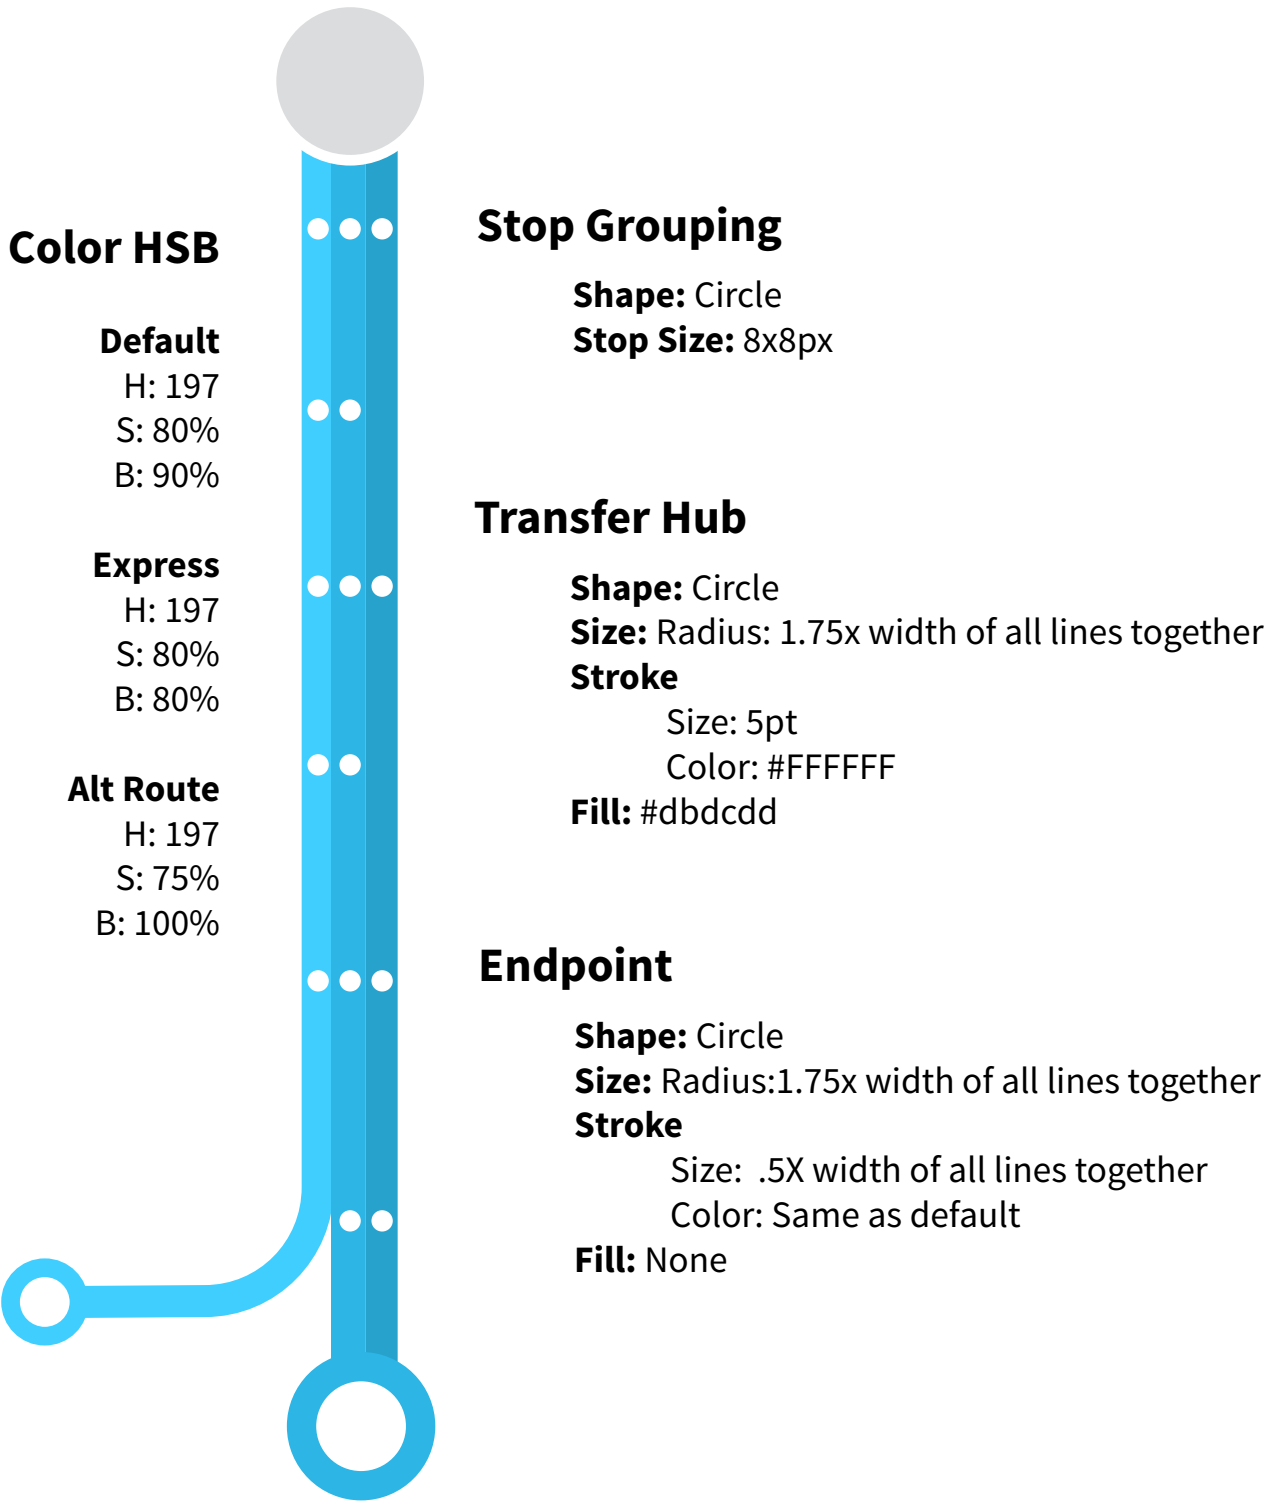 Color HSB
Default
H: 197
S: 80%
B: 90%
Express
H: 197
S: 80%
B: 80%
Alt Route
H: 197
S: 75%
B: 100%
Stop Grouping
Shape: Circle
Stop Size: 8x8px
Transfer Hub
Shape: Circle
Size: Radius: 1.75x width of all lines together
Stroke
Size: 5pt
Color: #FFFFFF
Fill: #dbdcdd
Endpoint
Shape: Circle
Size: Radius:1.75x width of all lines together
Stroke
Size:  .5X width of all lines together
Color: Same as default
Fill: None